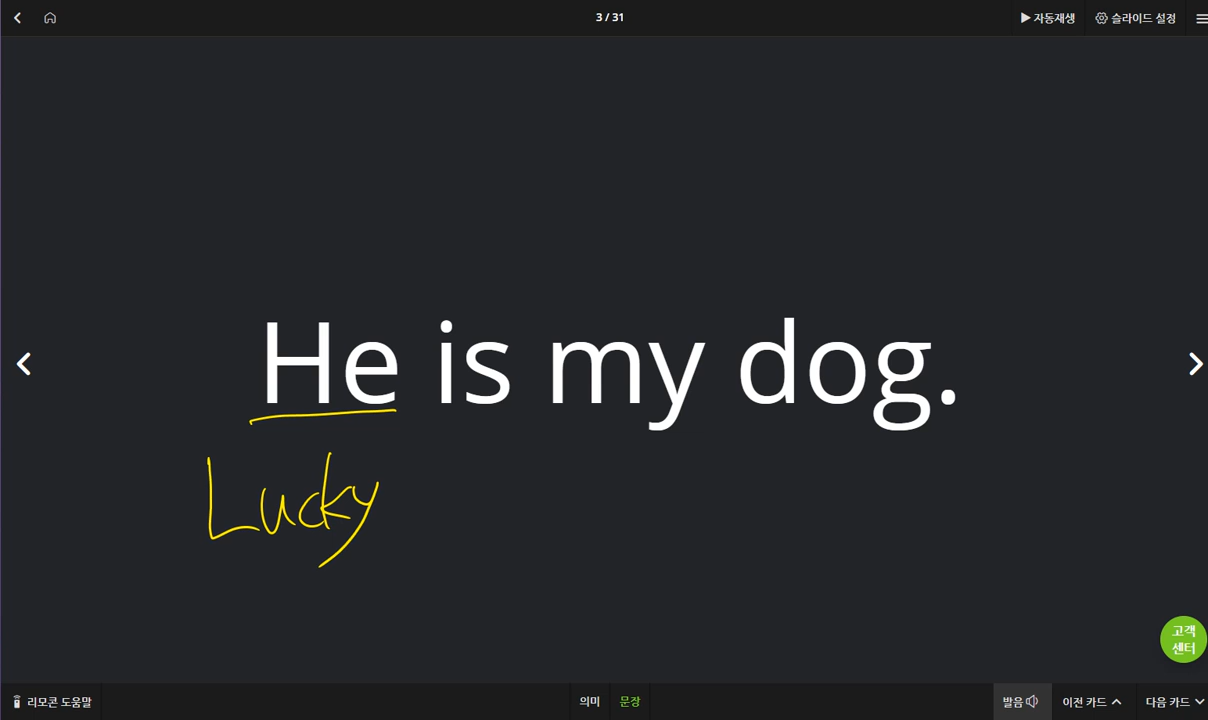 3 / 31
자동재생
슬라이드 설정
He is my dog.
Lucky
고객
센터
리모콘 도움말
의미
문장
발음
이전 카드
다음 카드